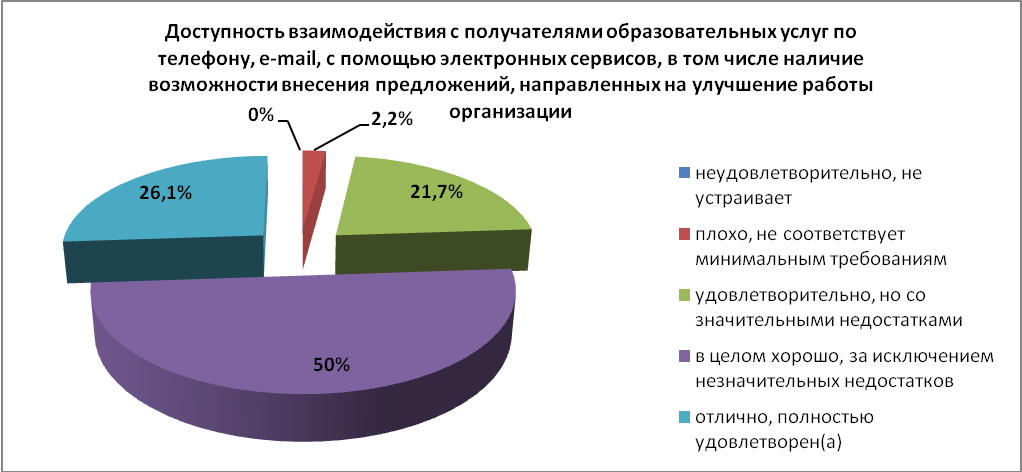 Доступность взаимодействия с получателями образовательных услуг по
телефону, e-mail, с помощью электронных сервисов, в том числе наличие
возможности внесения предложений, направленных на улучшение работы
организации
0%
2,2%
26,1%
21,7%
50%
неудовлетворительно, не
устраивает
плохо, не соответствует
минимальным требованиям
удовлетворительно, но со
значительными недостатками
в целом хорошо, за исключением
незначительных недостатков
отлично, полностью
удовлетворен(а)